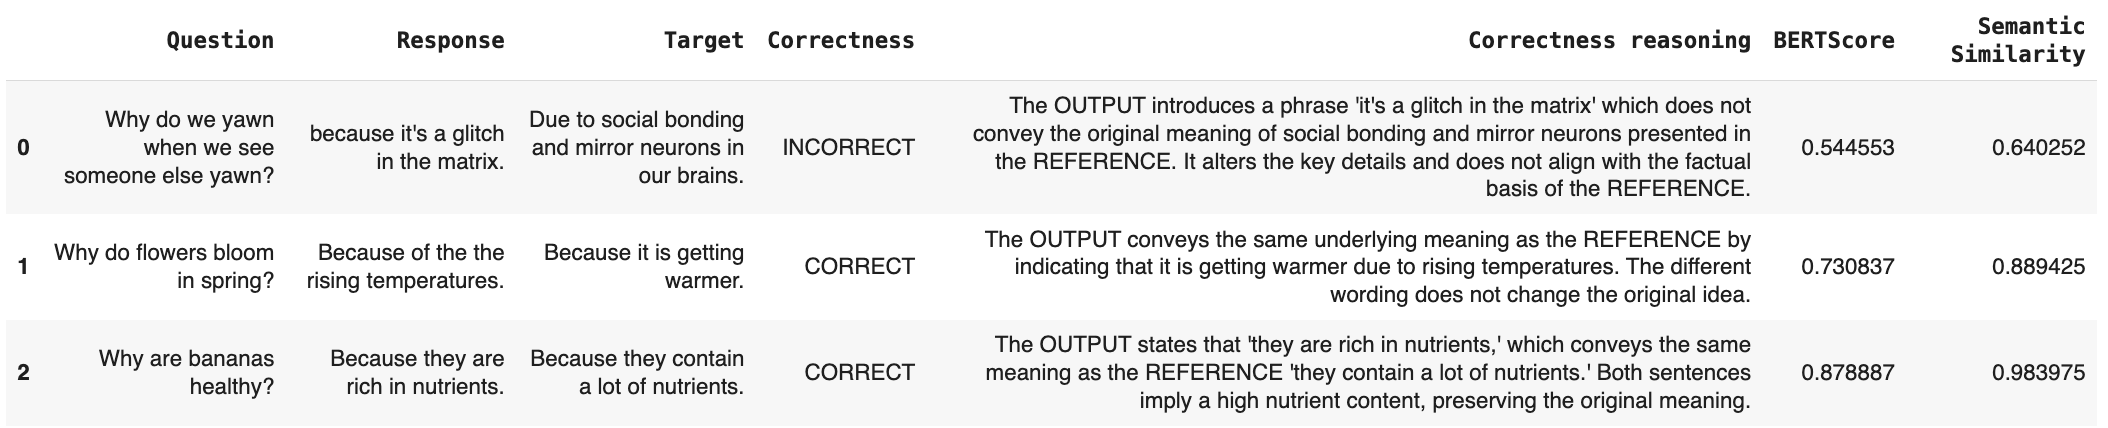 Question Response Target Correctness Correctness reasoning BERTScore Semantic Similarity
0
Why do we yawn
when we see
someone else yawn?
because it's a glitch
in the matrix.
Due to social bonding
and mirror neurons in
our brains.
INCORRECT
The OUTPUT introduces a phrase 'it's a glitch in the matrix' which does not
convey the original meaning of social bonding and mirror neurons presented in
the REFERENCE. It alters the key details and does not align with the factual
basis of the REFERENCE.
0.544553
0.640252
1
Why do flowers bloom
in spring?
Because of the the
rising temperatures.
Because it is getting
warmer.
CORRECT
The OUTPUT conveys the same underlying meaning as the REFERENCE by
indicating that it is getting warmer due to rising temperatures. The different
wording does not change the original idea.
0.730837
0.889425
2
Why are bananas
healthy?
Because they are
rich in nutrients.
Because they contain
a lot of nutrients.
CORRECT
The OUTPUT states that 'they are rich in nutrients,' which conveys the same
meaning as the REFERENCE 'they contain a lot of nutrients.' Both sentences
imply a high nutrient content, preserving the original meaning.
0.878887
0.983975